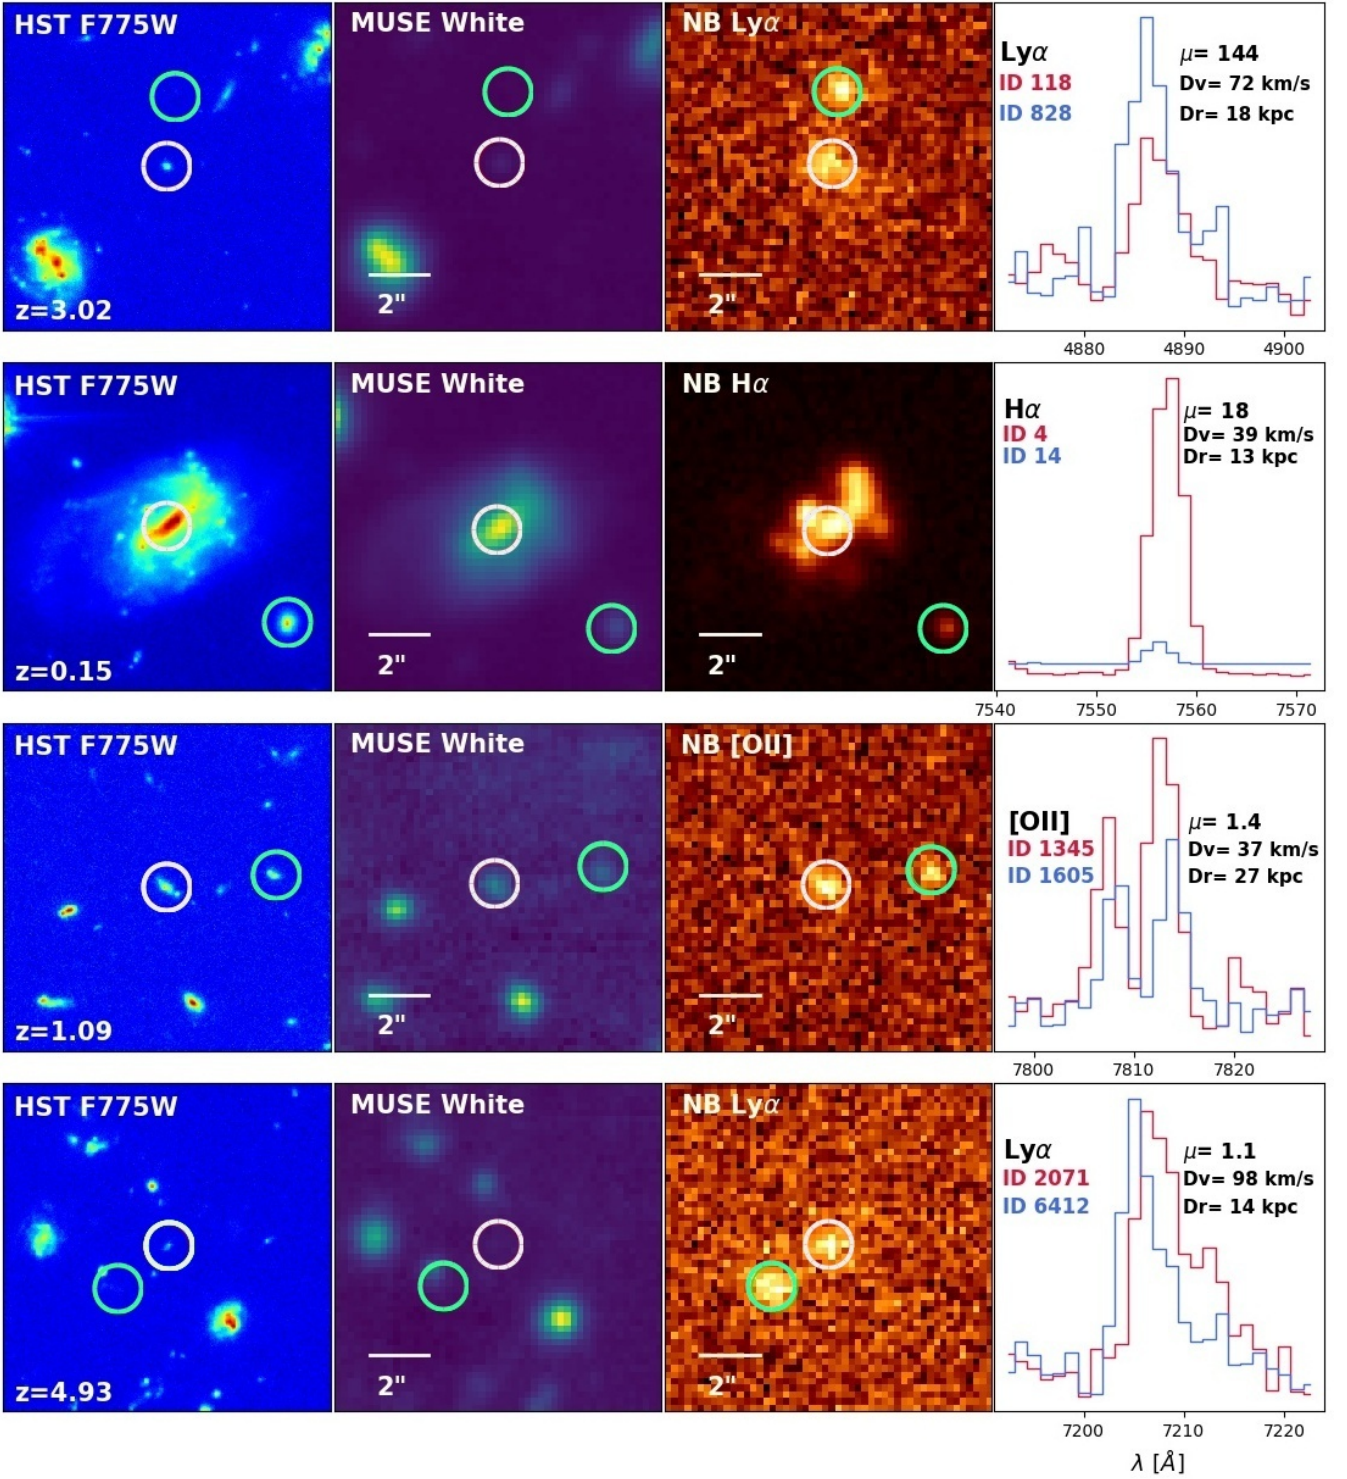 HST F775W
MUSE White
NB Lyα
Lyα
μ= 144
ID 118
Dv= 72 km/s
ID 828
Dr= 18 kpc
z=3.02
2"
2"
4880 4890 4900
HST F775W
MUSE White
NB Hα
Hα
μ= 18
ID 4
Dv= 39 km/s
ID 14
Dr= 13 kpc
z=0.15
2"
2"
7540 7550 7560 7570
HST F775W
MUSE White
NB [OII]
[OII]
μ= 1.4
ID 1345
Dv= 37 km/s
ID 1605
Dr= 27 kpc
z=1.09
2"
2"
7800 7810 7820
HST F775W
MUSE White
NB Lyα
Lyα
μ= 1.1
ID 2071
Dv= 98 km/s
ID 6412
Dr= 14 kpc
z=4.93
2"
2"
7200 7210 7220
λ [Å]